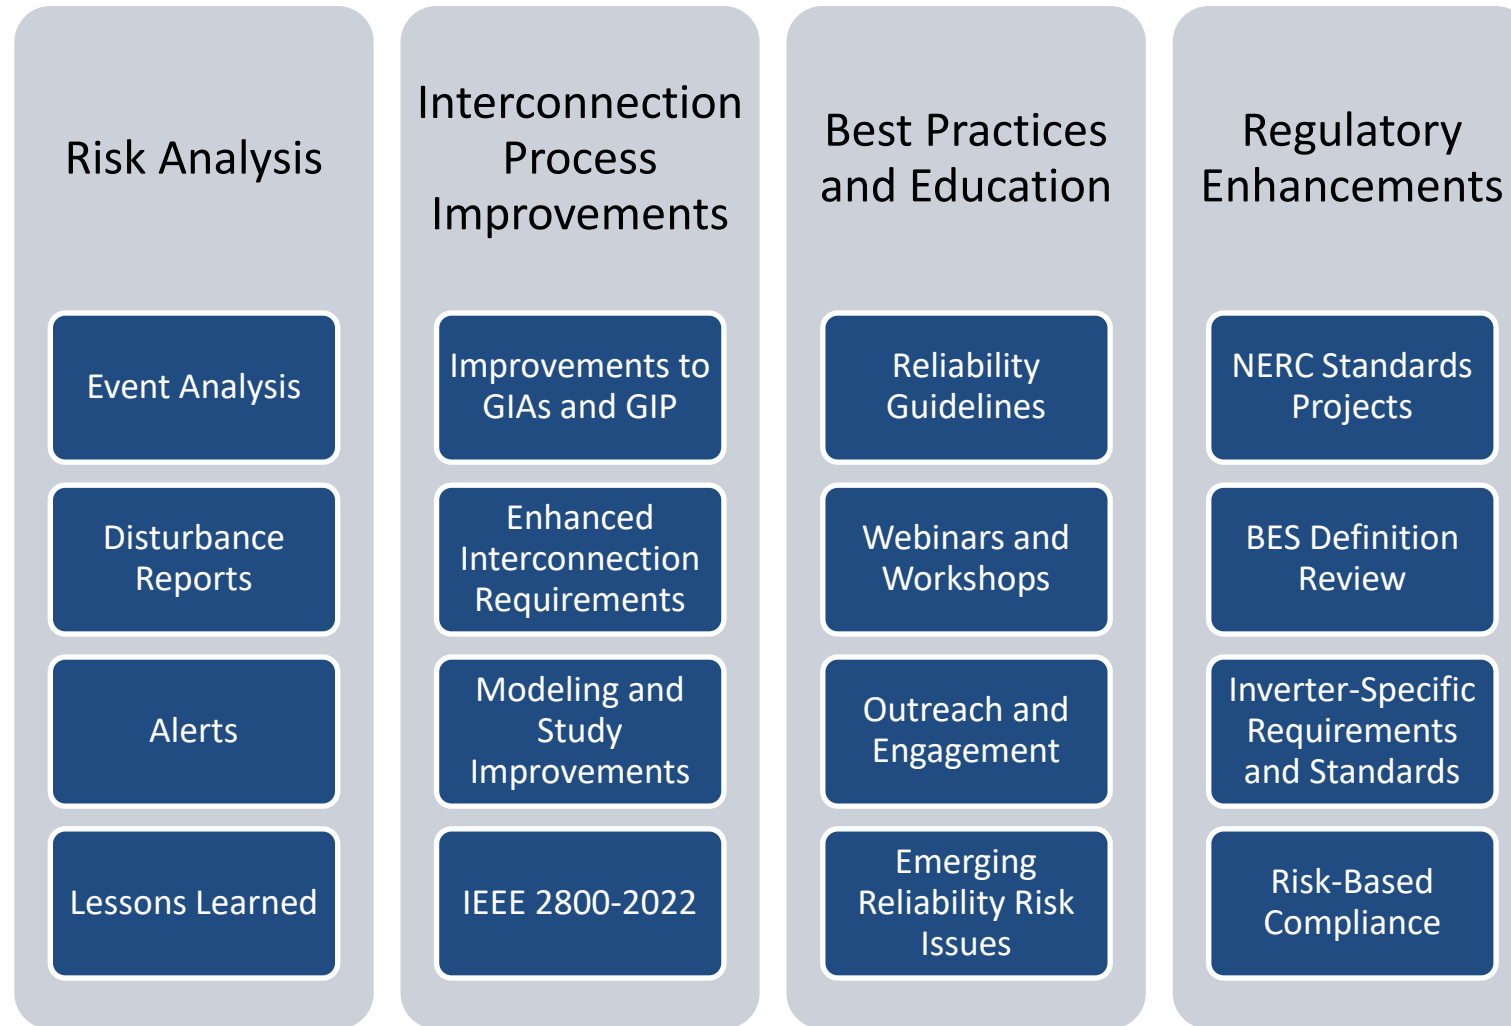 Risk Analysis
Event Analysis
Disturbance
Reports
Alerts
Lessons Learned
Interconnection
Process
Improvements
Improvements to
GIAs and GIP
Enhanced
Interconnection
Requirements
Modeling and
Study
Improvements
IEEE 2800-2022
Best Practices
and Education
Reliability
Guidelines
Webinars and
Workshops
Outreach and
Engagement
Emerging
Reliability Risk
Issues
Regulatory
Enhancements
NERC Standards
Projects
BES Definition
Review
Inverter-Specific
Requirements
and Standards
Risk-Based
Compliance